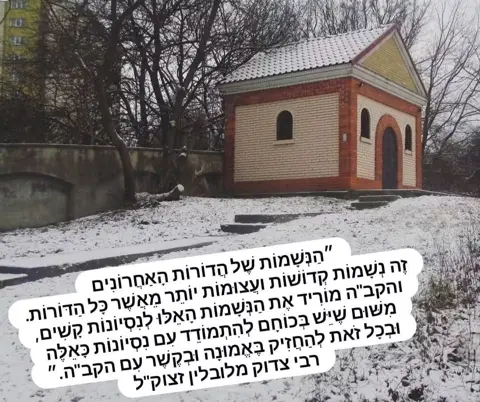 "הַנְּשָׁמוֹת שֶׁל הַדּוֹרוֹת הָאַחֲרוֹנִים
זֶה נְשָׁמוֹת קְדוֹשׁוֹת וַעֲצוּמוֹת יוֹתֵר מֵאֲשֶׁר כָּל הַדּוֹרוֹת.
והקב"ה מוֹרִיד אֶת הַנְּשָׁמוֹת הָאֵלּוּ לְנִסְיוֹנוֹת קָשִׁים,
מִשּׁוּם שֶׁיֵּשׁ בְּכוֹחָם לְהִתְמוֹדֵד עִם נִסְיוֹנוֹת כָּאֵלֶּה
וּבְכָל זֹאת לְהַחֲזִיק בֶּאֱמוּנָה וּבְקֶשֶׁר עִם הקב"ה."
רבי צדוק מלובלין זצוק"ל